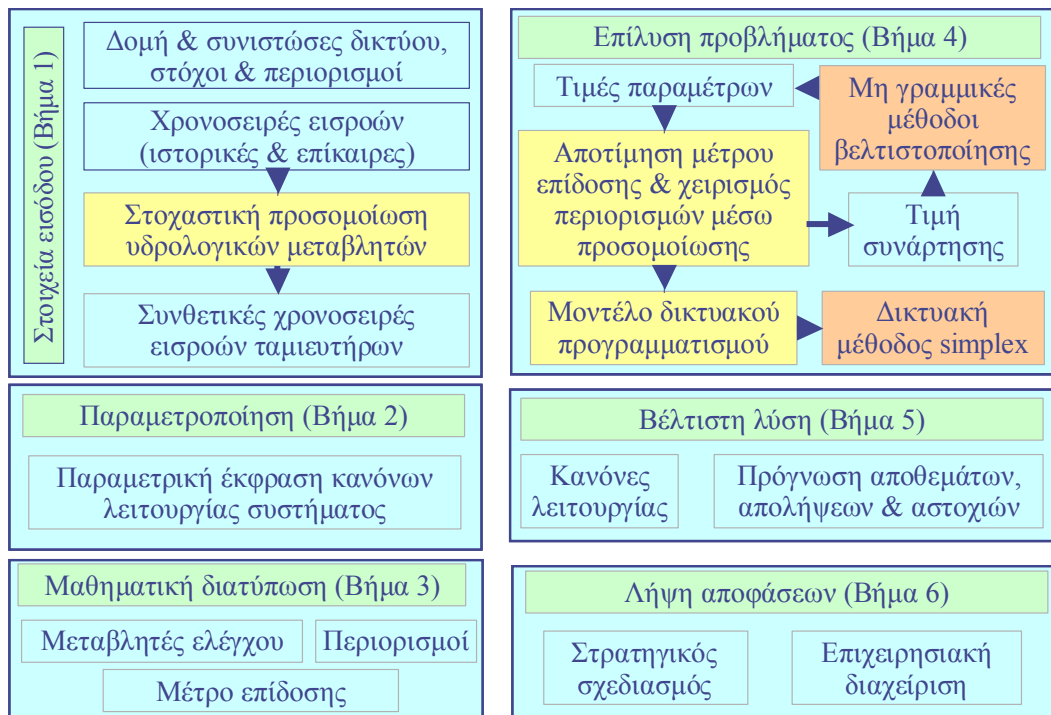 Στοιχεία εισόδου (Βήμα 1)
Δομή & συνιστώσες δικτύου,
στόχοι & περιορισμοί
Χρονοσειρές εισροών
(ιστορικές & επίκαιρες)
Στοχαστική προσομοίωση
υδρολογικών μεταβλητών
Συνθετικές χρονοσειρές
εισροών ταμιευτήρων
Παραμετροποίηση (Βήμα 2)
Παραμετρική έκφραση κανόνων
λειτουργίας συστήματος
Μαθηματική διατύπωση (Βήμα 3)
Μεταβλητές ελέγχου
Περιορισμοί
Μέτρο επίδοσης
Επίλυση προβλήματος (Βήμα 4)
Τιμές παραμέτρων
Μη γραμμικές
μέθοδοι
βελτιστοποίησης
Αποτίμηση μέτρου
επίδοσης & χειρισμός
περιορισμών μέσω
προσομοίωσης
Τιμή
συνάρτησης
Μοντέλο δικτυακού
προγραμματισμού
Δικτυακή
μέθοδος simplex
Βέλτιστη λύση (Βήμα 5)
Κανόνες
λειτουργίας
Πρόγνωση αποθεμάτων,
απολήψεων & αστοχιών
Λήψη αποφάσεων (Βήμα 6)
Στρατηγικός
σχεδιασμός
Επιχειρησιακή
διαχείριση